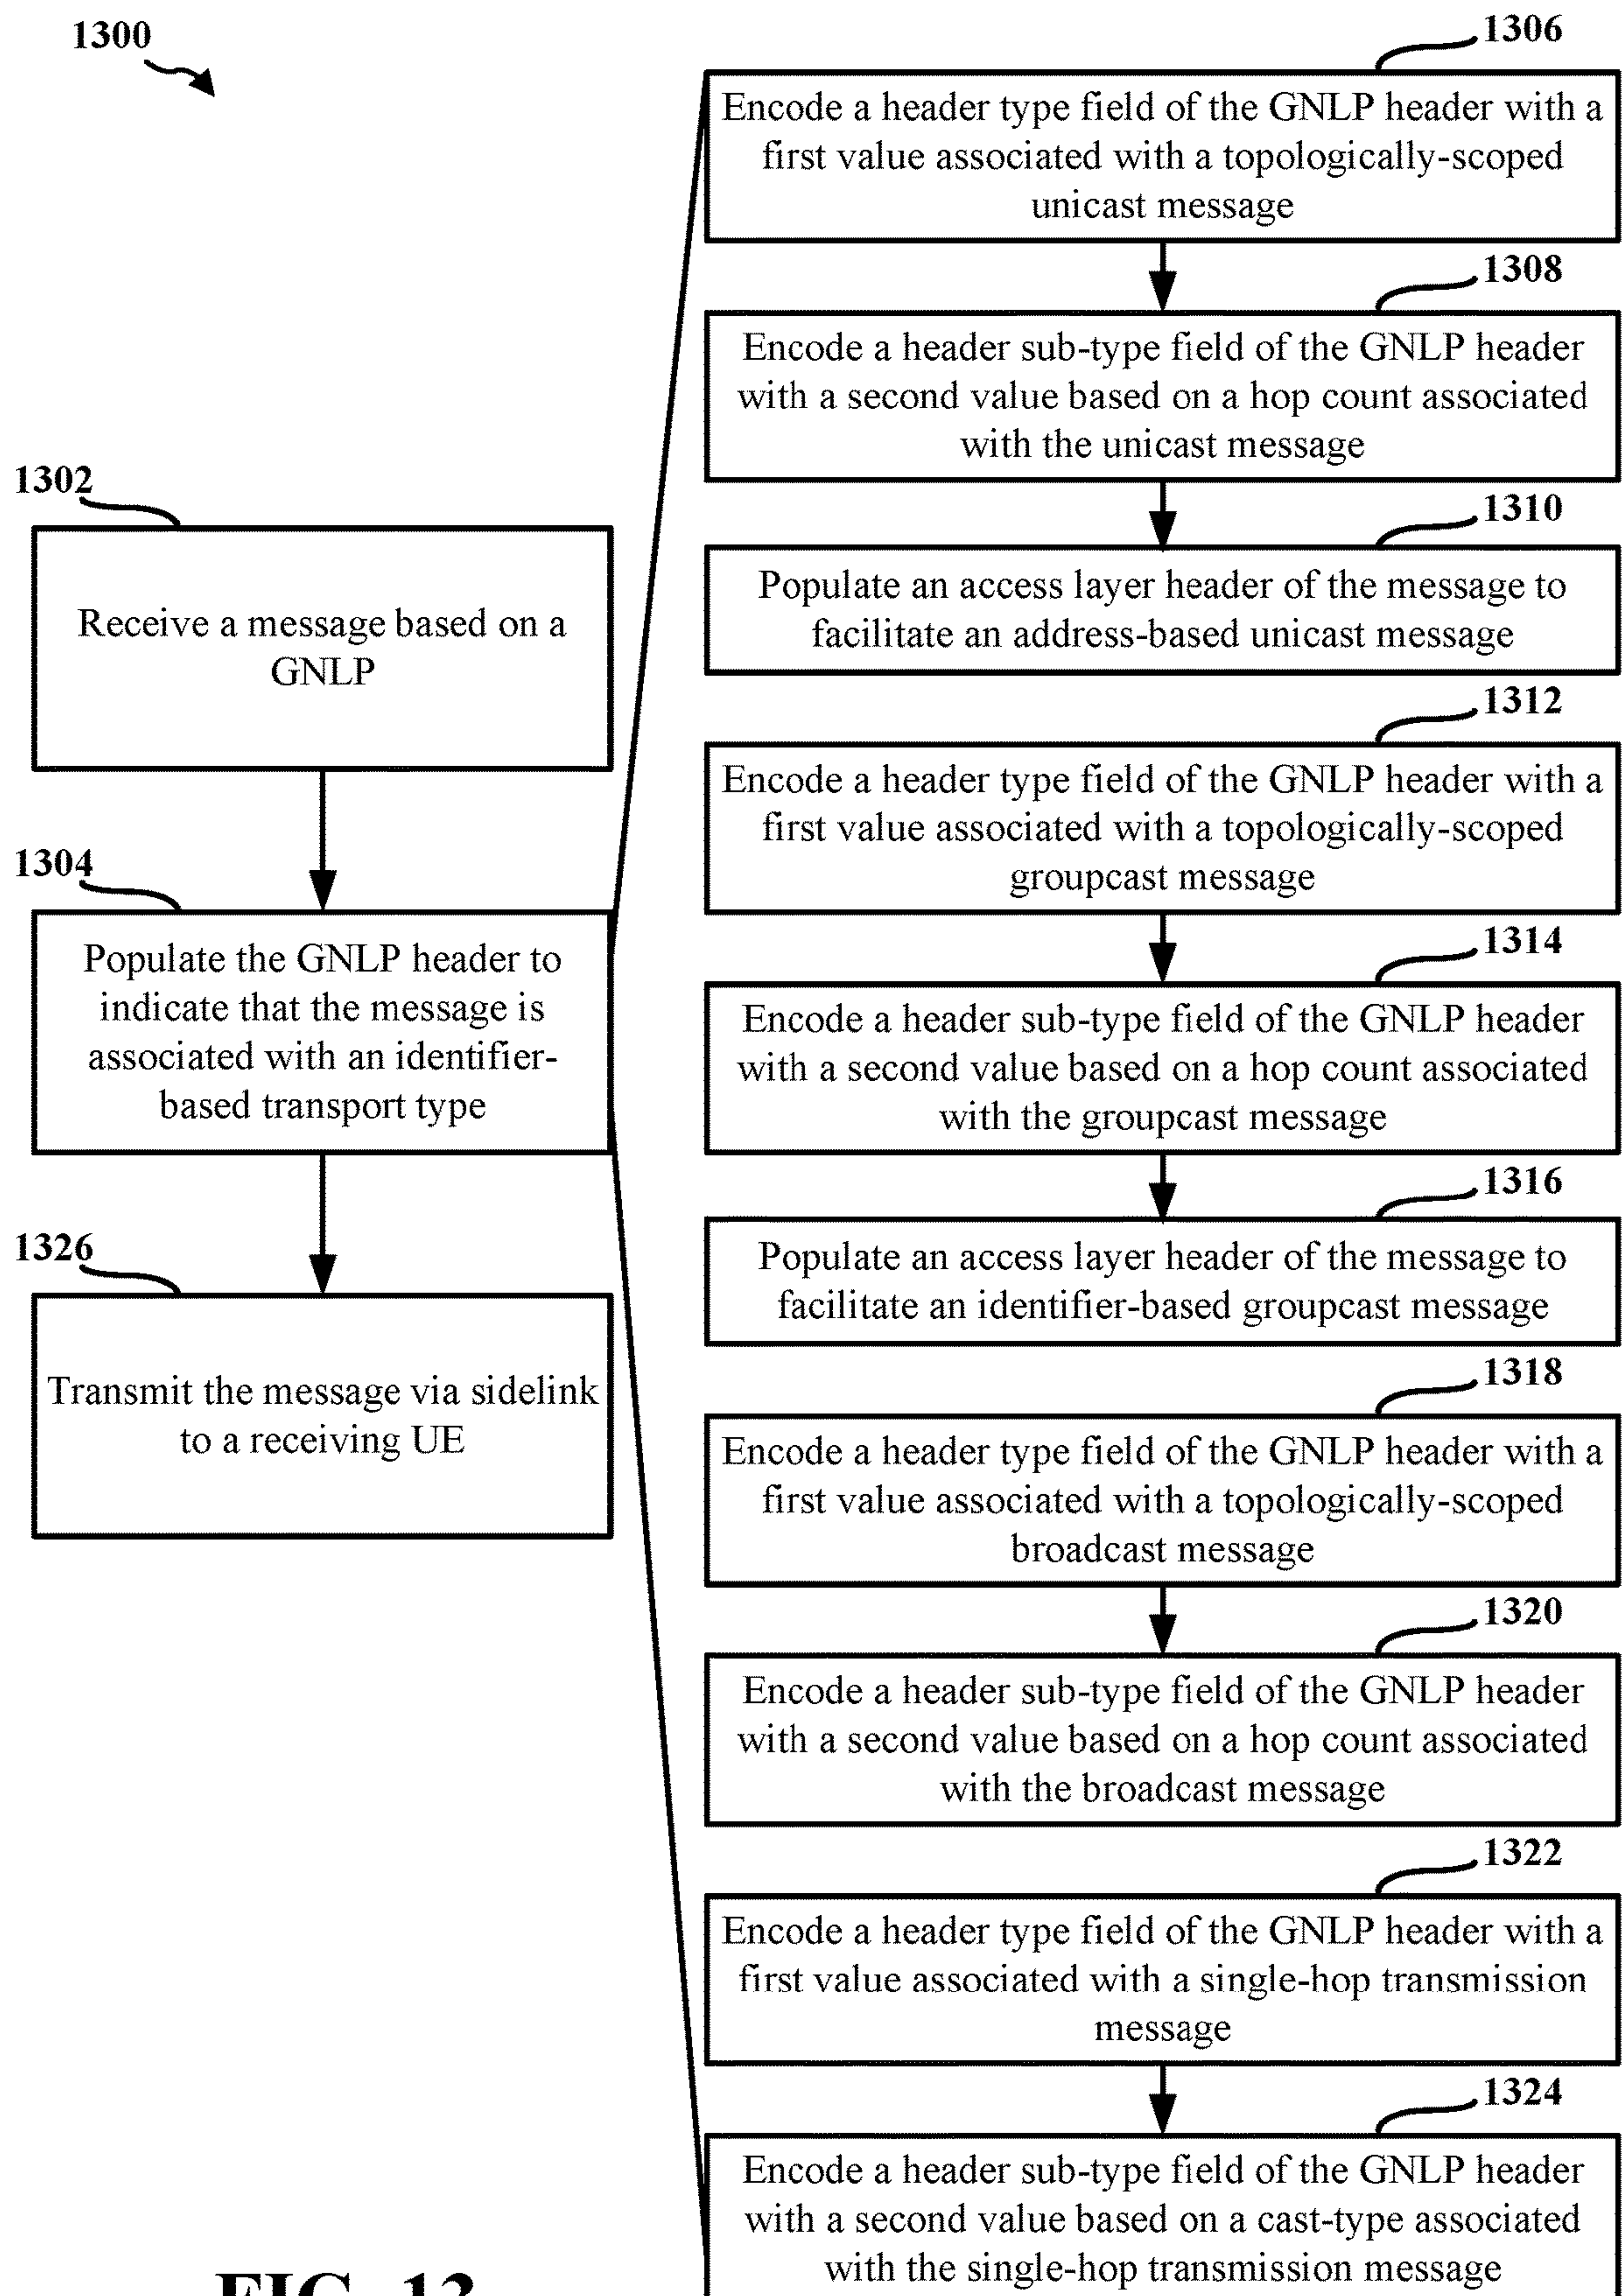 1300
1302
Receive a message based on a
GNLP
1304
Populate the GNLP header to
indicate that the message is
associated with an identifier-
based transport type
1326
Transmit the message via sidelink
to a receiving UE
1306
Encode a header type field of the GNLP header with a
first value associated with a topologically-scoped
unicast message
1308
Encode a header sub-type field of the GNLP header
with a second value based on a hop count associated
with the unicast message
1310
Populate an access layer header of the message to
facilitate an address-based unicast message
1312
Encode a header type field of the GNLP header with a
first value associated with a topologically-scoped
groupcast message
1314
Encode a header sub-type field of the GNLP header
with a second value based on a hop count associated
with the groupcast message
1316
Populate an access layer header of the message to
facilitate an identifier-based groupcast message
1318
Encode a header type field of the GNLP header with a
first value associated with a topologically-scoped
broadcast message
1320
Encode a header sub-type field of the GNLP header
with a second value based on a hop count associated
with the broadcast message
1322
Encode a header type field of the GNLP header with a
first value associated with a single-hop transmission
message
1324
Encode a header sub-type field of the GNLP header
with a second value based on a cast-type associated
with the single-hop transmission message
FIG. 13